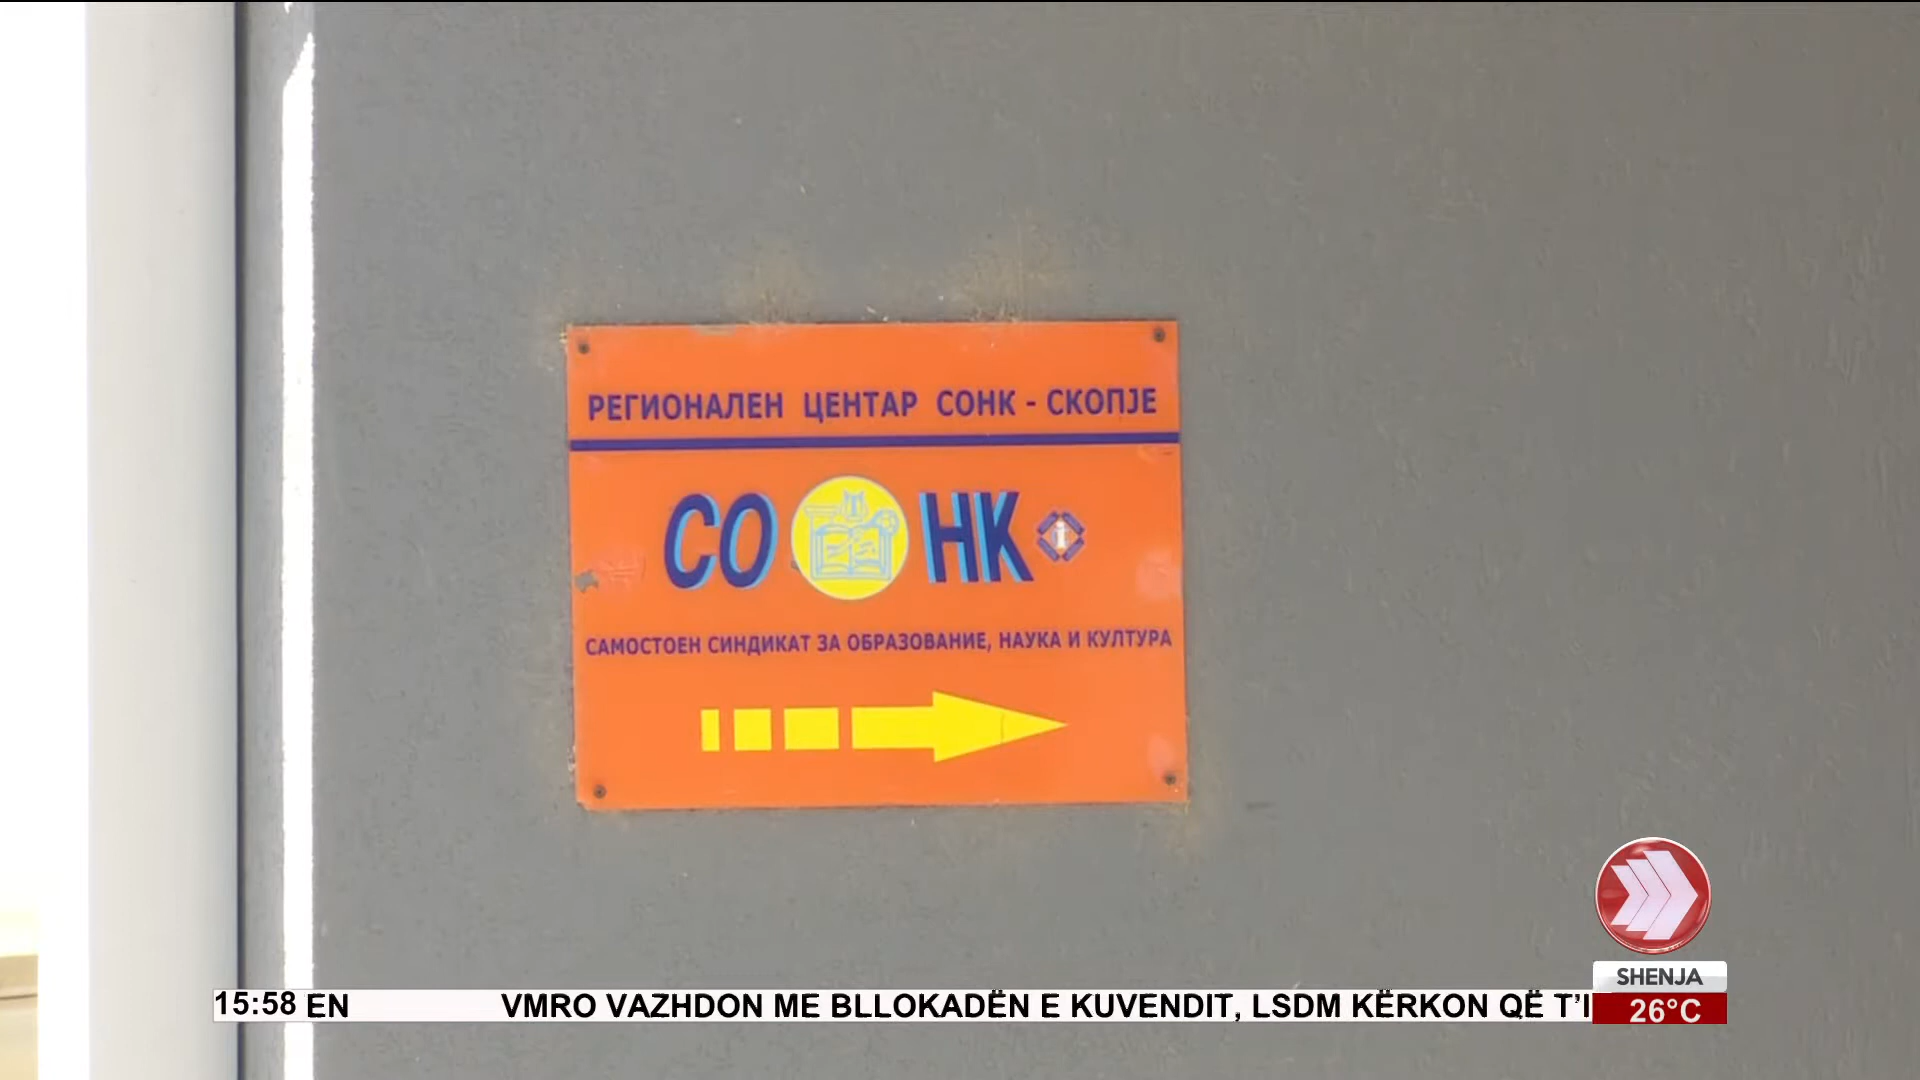 РЕГИОНАЛЕН ЦЕНТАР СОНК - СКОПЈЕ
СО НК
САМОСТОЕН СИНДИКАТ ЗА ОБРАЗОВАНИЕ, НАУКА И КУЛТУРА
SHENJA
15:58 EN VMRO VAZHDON ME BLLOKADËN E KUVENDIT, LSDM KËRKON QË T’I
26°C